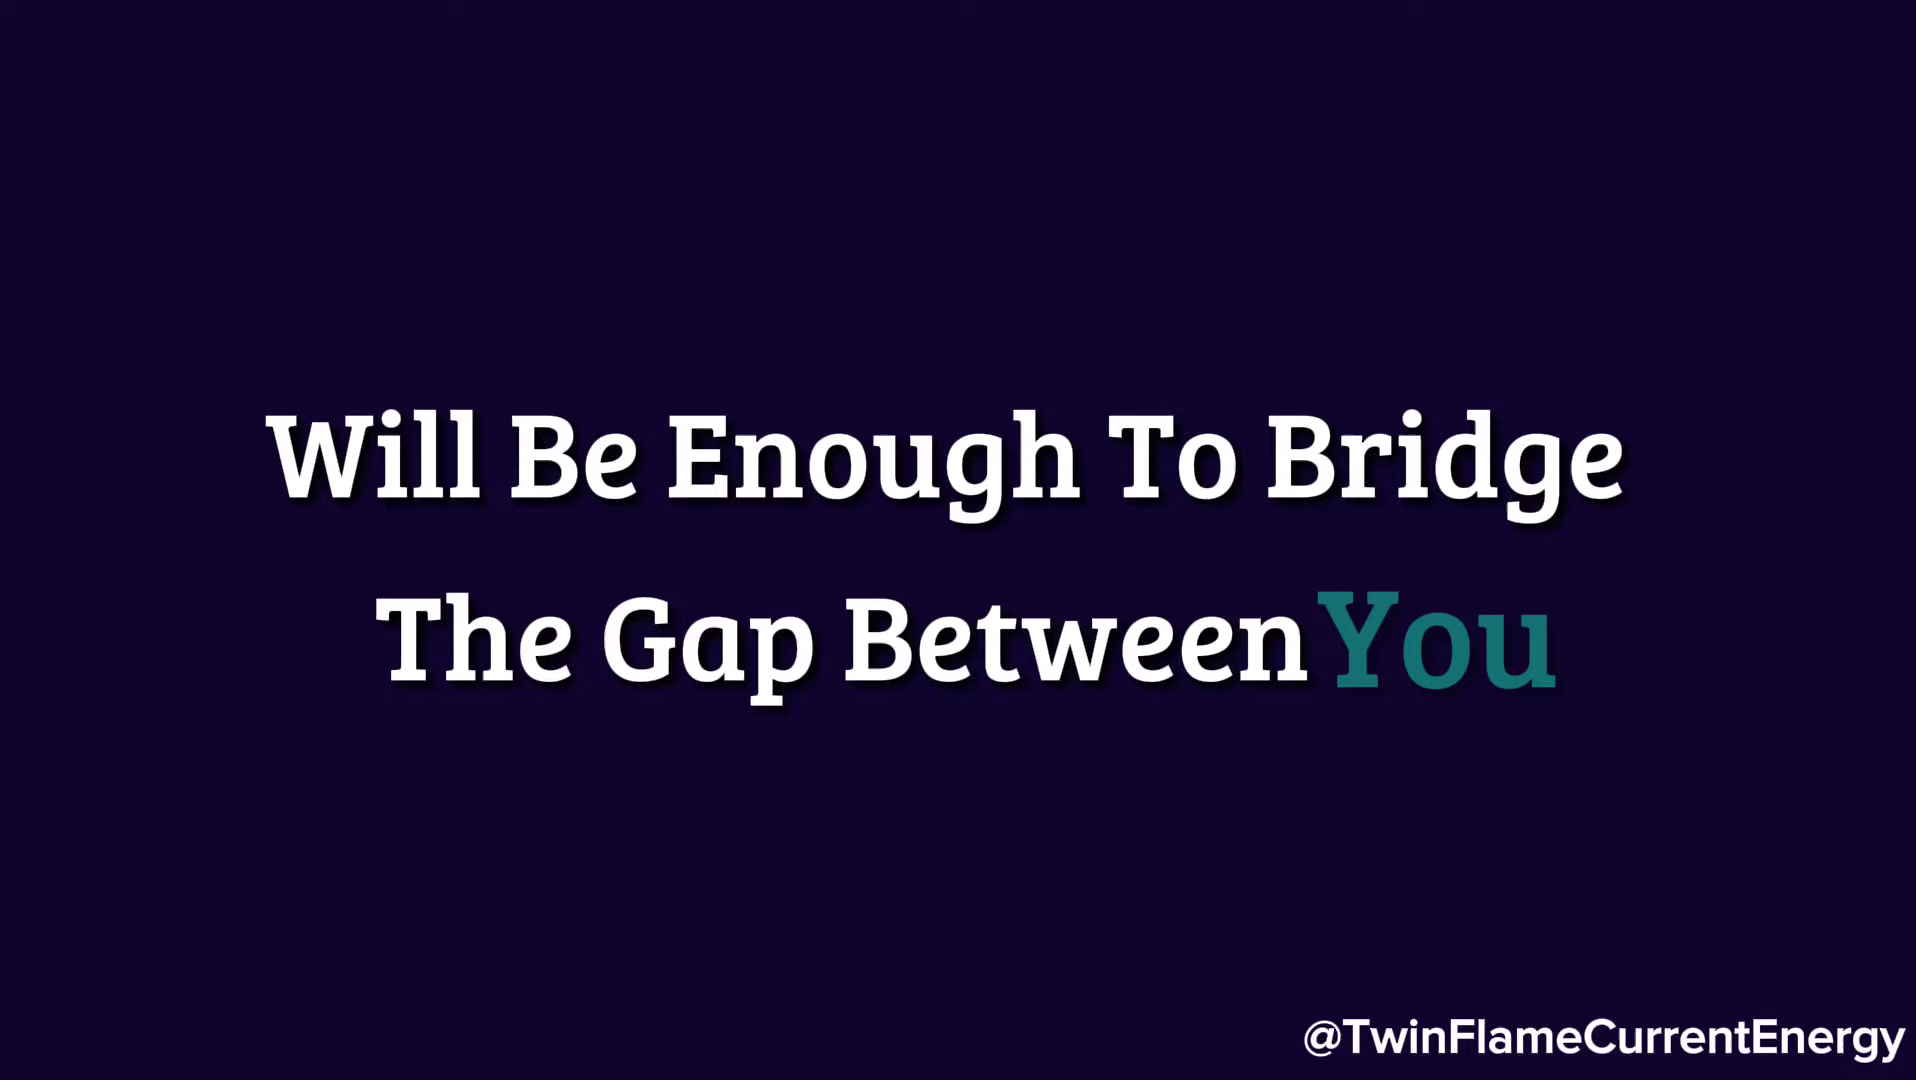 Will Be Enough To Bridge
The Gap Between You
@TwinFlameCurrentEnergy